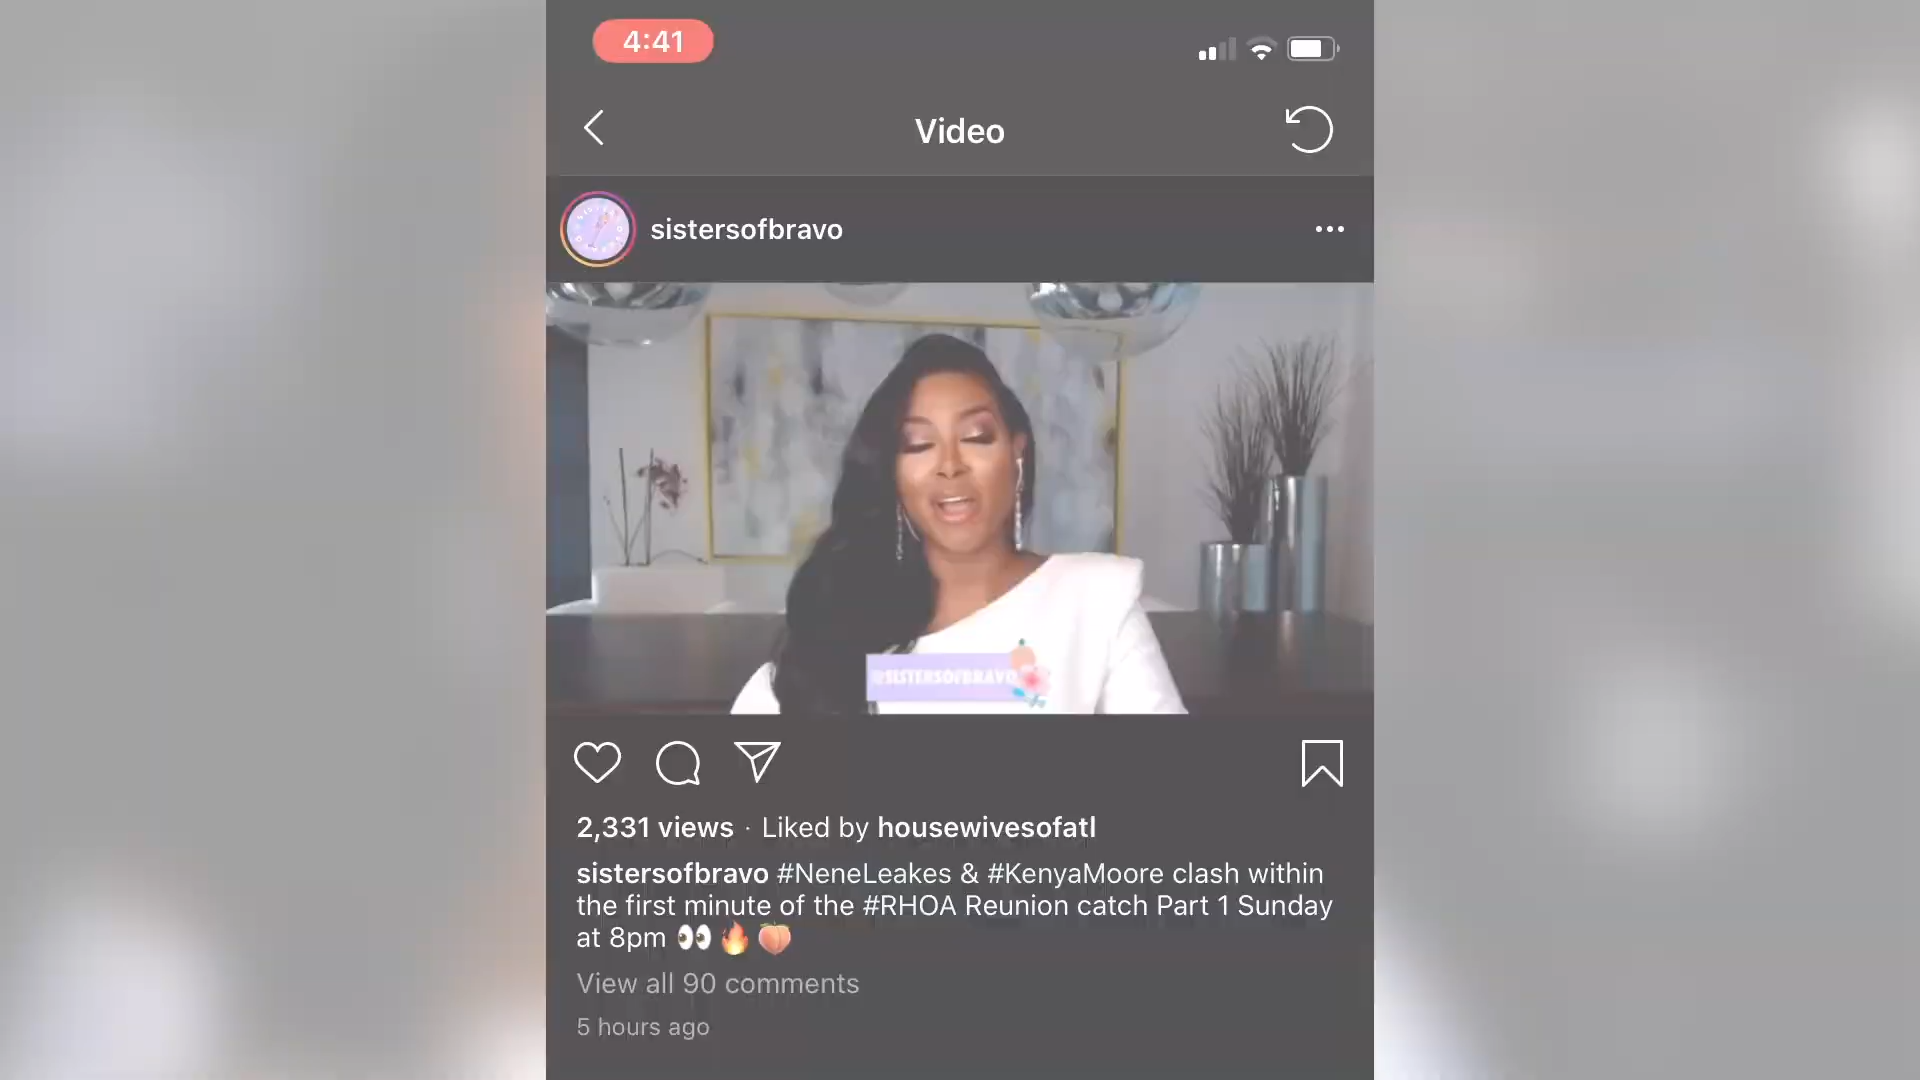 4:41
Video
sistersofbravo
@SISTERSOFBRAVO
2,331 views · Liked by housewivesofatl
sistersofbravo #NeneLeakes & #KenyaMoore clash within
the first minute of the #RHOA Reunion catch Part 1 Sunday
at 8pm 👀 🔥 🍑
View all 90 comments
5 hours ago